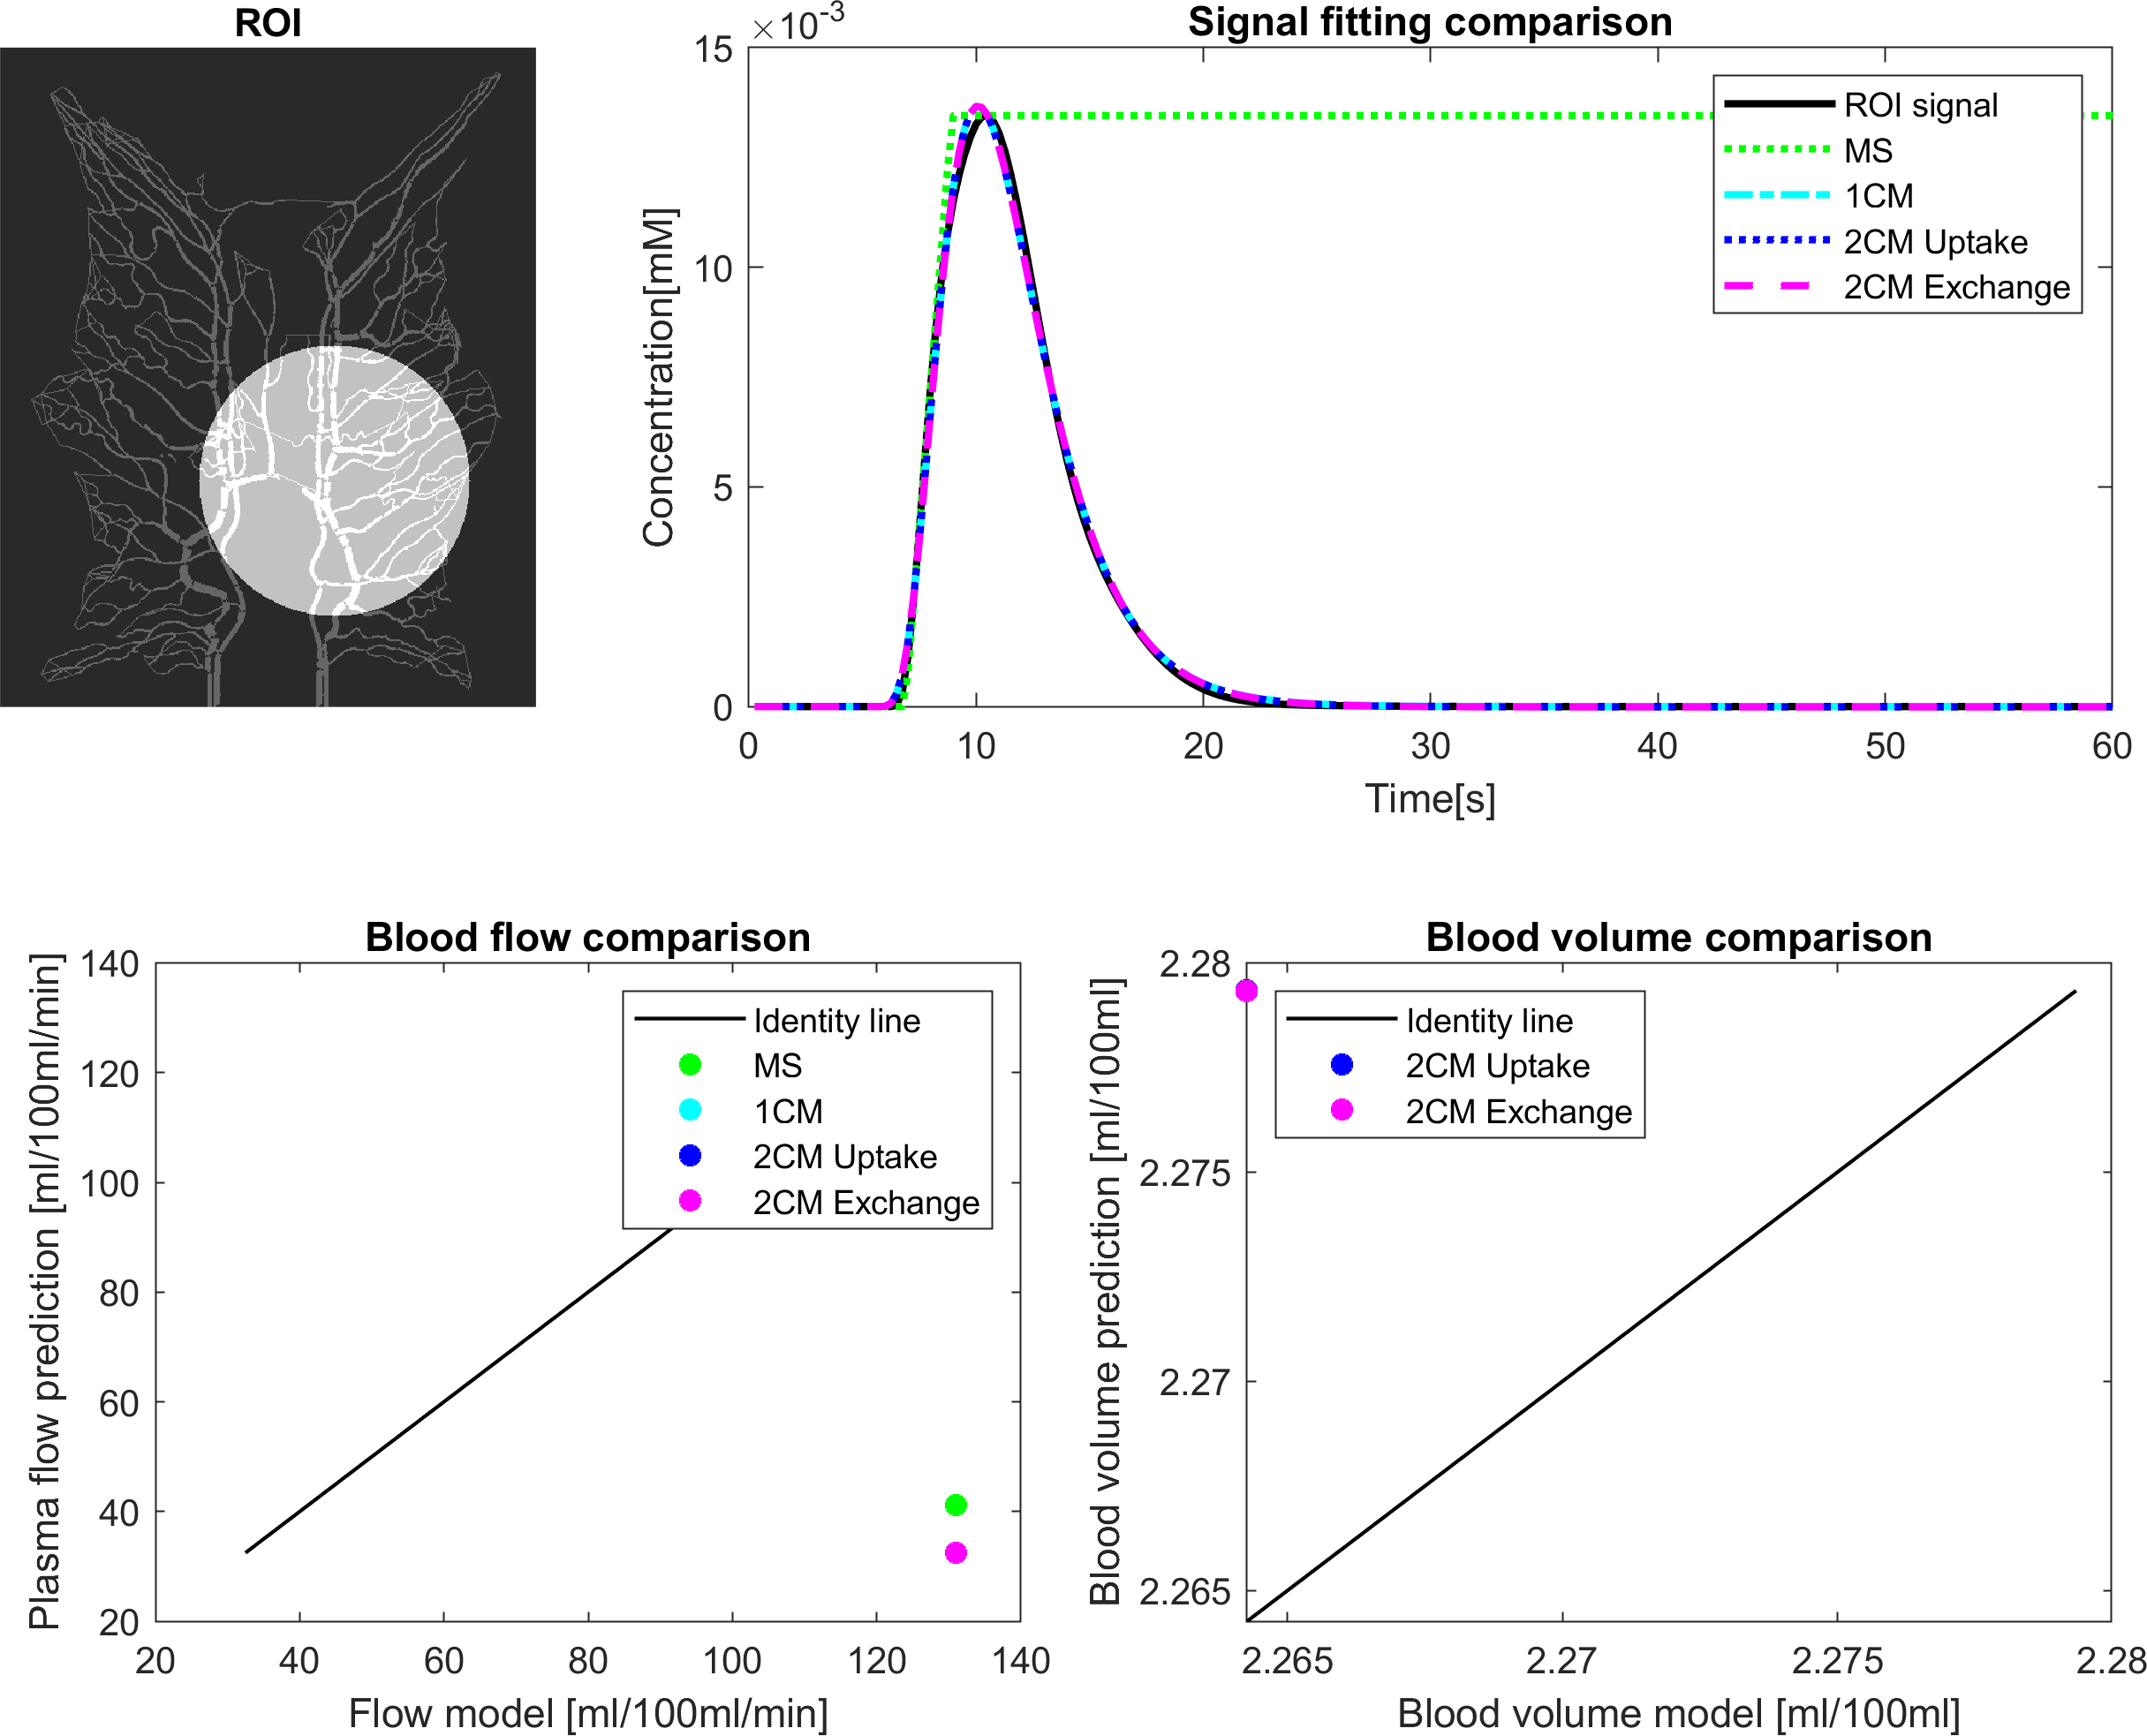 ROI
Signal fitting comparison
×10-3
15
10
5
0
Concentration[mM]
0 10 20 30 40 50 60
Time[s]
ROI signal
MS
1CM
2CM Uptake
2CM Exchange
Blood flow comparison
140
120
100
80
60
40
20
Plasma flow prediction [ml/100ml/min]
20 40 60 80 100 120 140
Flow model [ml/100ml/min]
Identity line
MS
1CM
2CM Uptake
2CM Exchange
Blood volume comparison
2.28
2.275
2.27
2.265
Blood volume prediction [ml/100ml]
2.265 2.27 2.275 2.28
Blood volume model [ml/100ml]
Identity line
2CM Uptake
2CM Exchange